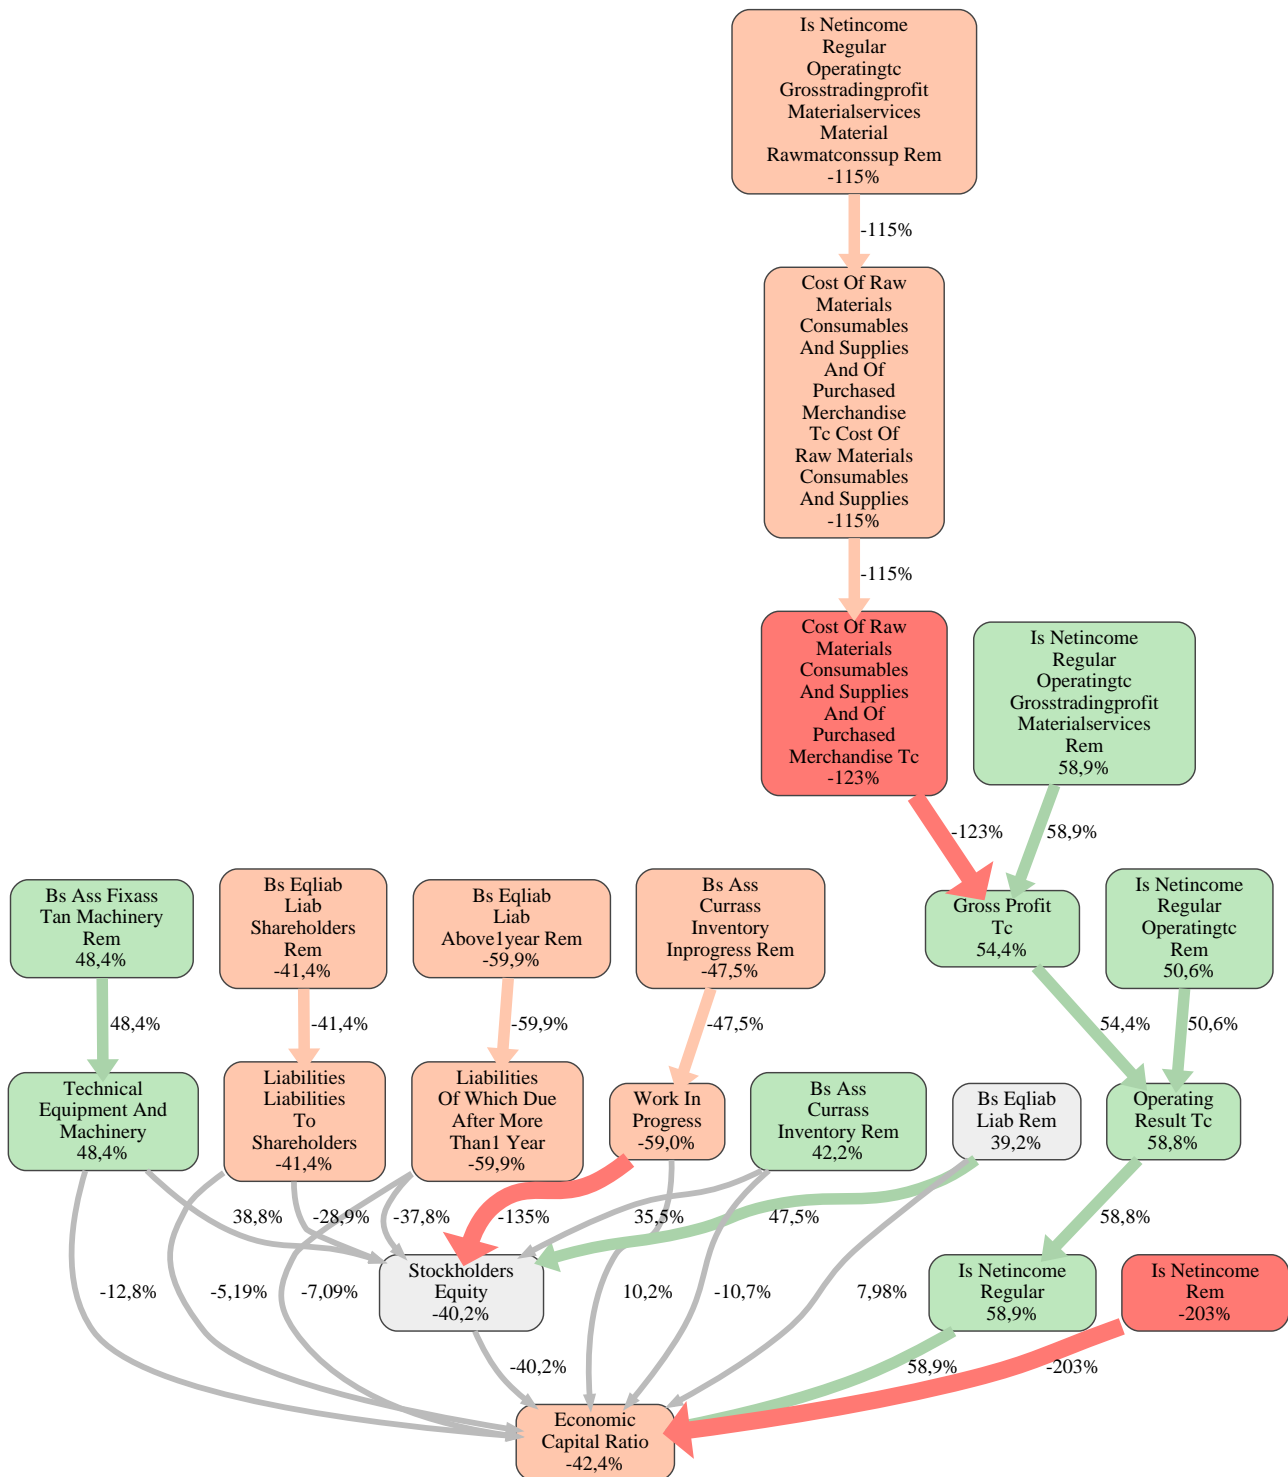 Is Netincome
Regular
Operatingtc
Grosstradingprofit
Materialservices
Material
Rawmatconssup Rem
-115%
-115%
Cost Of Raw
Materials
Consumables
And Supplies
And Of
Purchased
Merchandise
Tc Cost Of
Raw Materials
Consumables
And Supplies
-115%
-115%
Cost Of Raw
Materials
Consumables
And Supplies
And Of
Purchased
Merchandise Tc
-123%
Is Netincome
Regular
Operatingtc
Grosstradingprofit
Materialservices
Rem
58,9%
-123%
58,9%
Bs Ass Fixass
Tan Machinery
Rem
48,4%
Bs Eqliab
Liab
Shareholders
Rem
-41,4%
Bs Eqliab
Liab
Above1year Rem
-59,9%
Bs Ass
Currass
Inventory
Inprogress Rem
-47,5%
Gross Profit
Tc
54,4%
Is Netincome
Regular
Operatingtc
Rem
50,6%
48,4%
-41,4%
-59,9%
-47,5%
54,4%
50,6%
Technical
Equipment And
Machinery
48,4%
Liabilities
Liabilities
To
Shareholders
-41,4%
Liabilities
Of Which Due
After More
Than1 Year
-59,9%
Work In
Progress
-59,0%
Bs Ass
Currass
Inventory Rem
42,2%
Bs Eqliab
Liab Rem
39,2%
Operating
Result Tc
58,8%
38,8%
-28,9%
-37,8%
-135%
35,5%
47,5%
58,8%
Stockholders
Equity
-40,2%
Is Netincome
Regular
58,9%
Is Netincome
Rem
-203%
-12,8%
-5,19%
-7,09%
10,2%
-10,7%
7,98%
-40,2%
58,9%
-203%
Economic
Capital Ratio
-42,4%